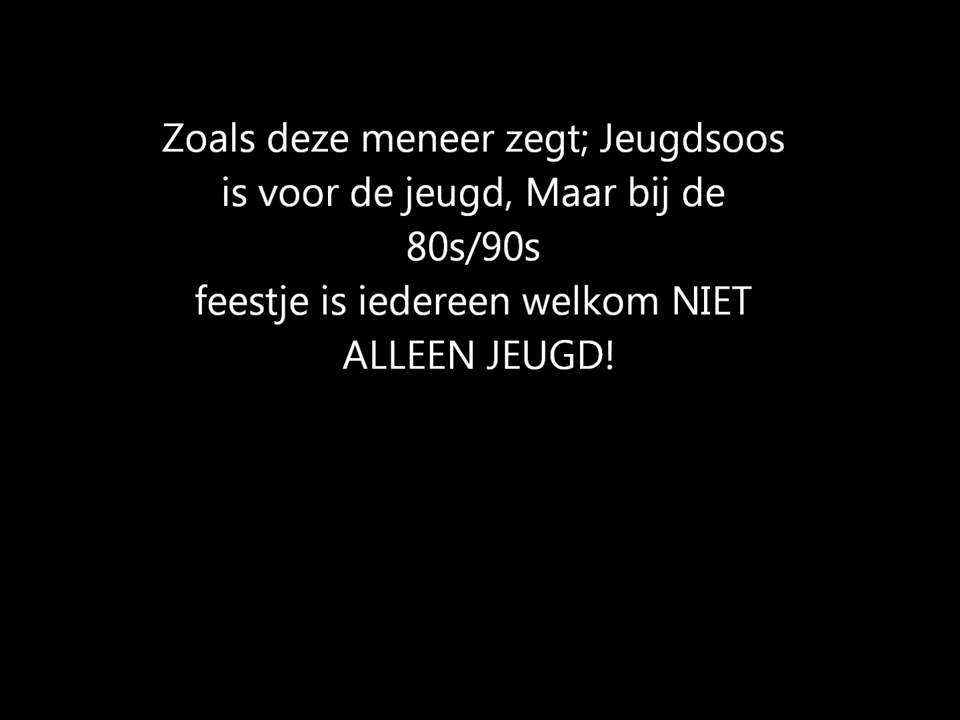 Zoals deze meneer zegt; Jeugdsoos
is voor de jeugd, Maar bij de
80s/90s
feestje is iedereen welkom NIET
ALLEEN JEUGD!